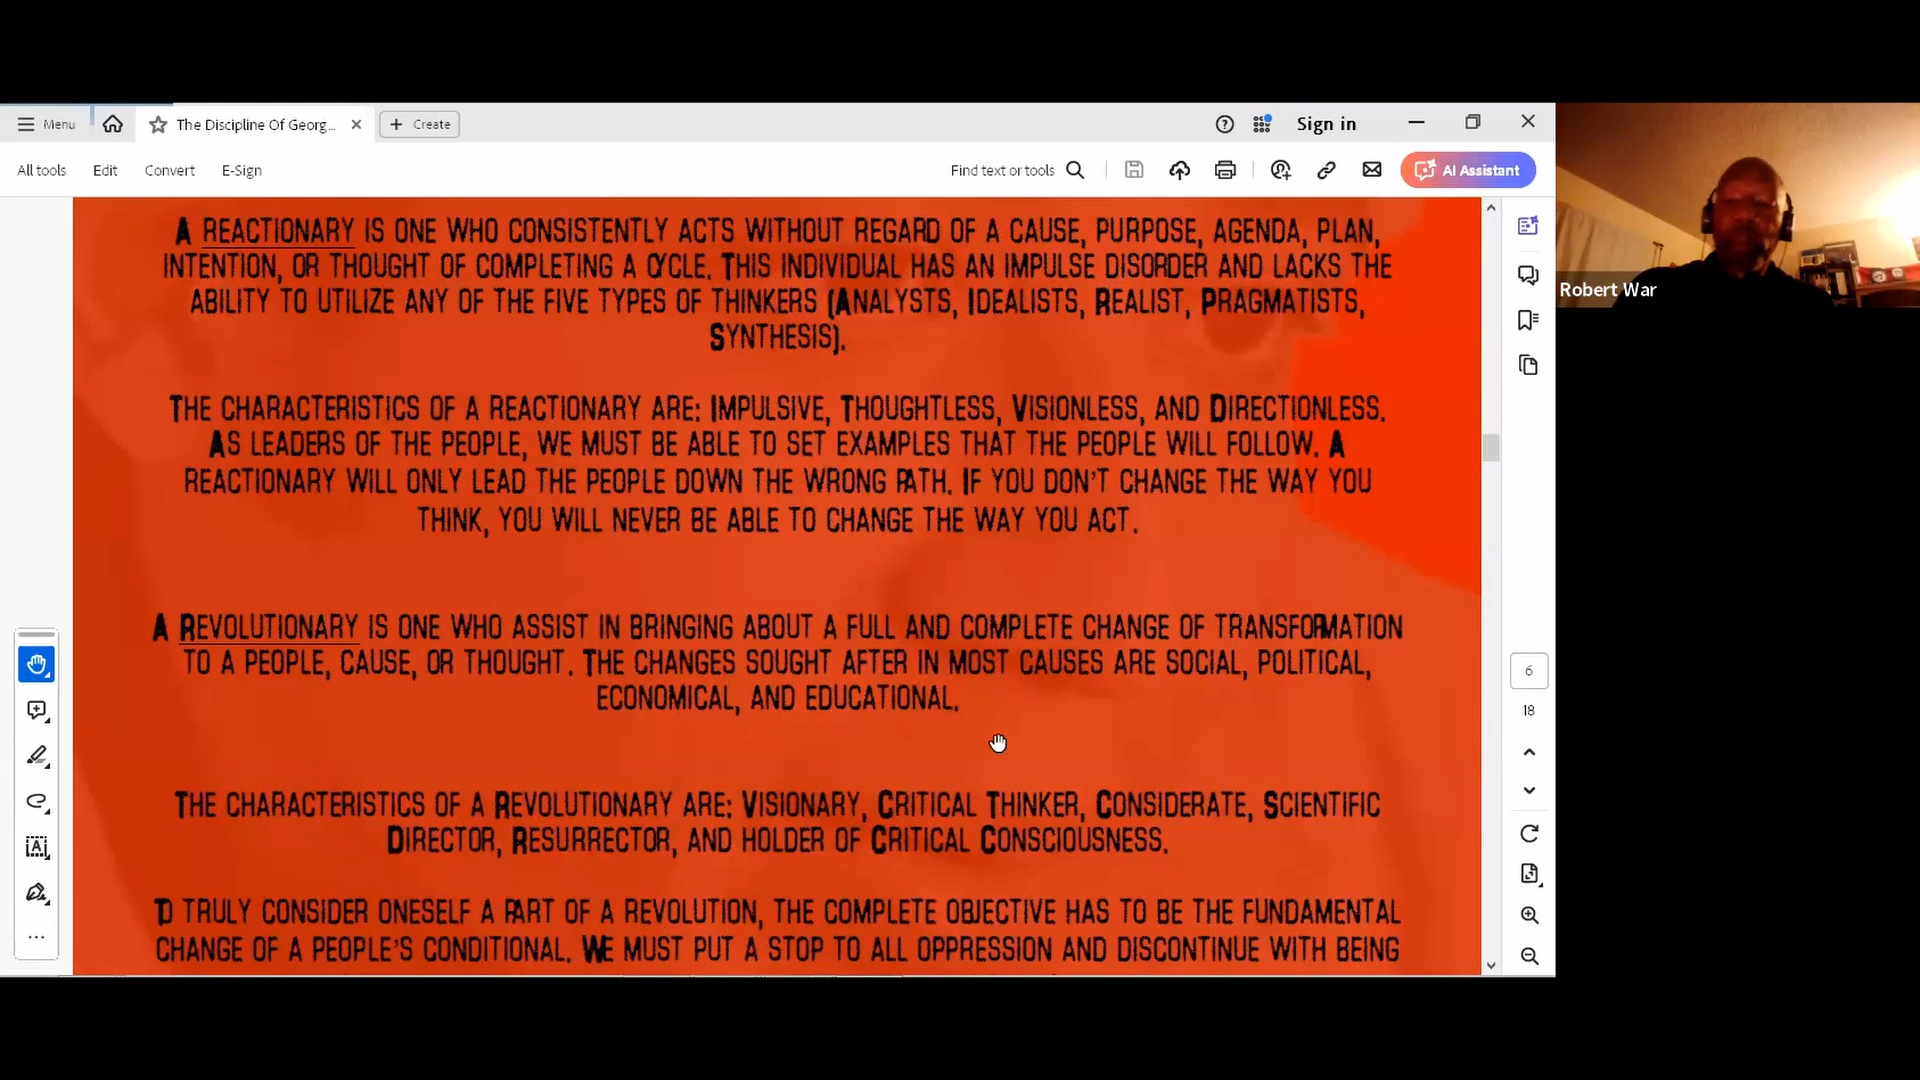 Menu
The Discipline Of Georg...
Create
Sign in
All tools
Edit
Convert
E-Sign
Find text or tools
AI Assistant
A REACTIONARY IS ONE WHO CONSISTENTLY ACTS WITHOUT REGARD OF A CAUSE, PURPOSE, AGENDA, PLAN,
INTENTION, OR THOUGHT OF COMPLETING A CYCLE. THIS INDIVIDUAL HAS AN IMPULSE DISORDER AND LACKS THE
ABILITY TO UTILIZE ANY OF THE FIVE TYPES OF THINKERS (ANALYSTS, IDEALISTS, REALIST, PRAGMATISTS,
SYNTHESIS).
THE CHARACTERISTICS OF A REACTIONARY ARE: IMPULSIVE, THOUGHTLESS, VISIONLESS, AND DIRECTIONLESS.
AS LEADERS OF THE PEOPLE, WE MUST BE ABLE TO SET EXAMPLES THAT THE PEOPLE WILL FOLLOW. A
REACTIONARY WILL ONLY LEAD THE PEOPLE DOWN THE WRONG PATH. IF YOU DON'T CHANGE THE WAY YOU
THINK, YOU WILL NEVER BE ABLE TO CHANGE THE WAY YOU ACT.
A REVOLUTIONARY IS ONE WHO ASSIST IN BRINGING ABOUT A FULL AND COMPLETE CHANGE OF TRANSFORMATION
TO A PEOPLE, CAUSE, OR THOUGHT. THE CHANGES SOUGHT AFTER IN MOST CAUSES ARE SOCIAL, POLITICAL,
ECONOMICAL, AND EDUCATIONAL.
THE CHARACTERISTICS OF A REVOLUTIONARY ARE: VISIONARY, CRITICAL THINKER, CONSIDERATE, SCIENTIFIC
DIRECTOR, RESURRECTOR, AND HOLDER OF CRITICAL CONSCIOUSNESS.
TO TRULY CONSIDER ONESELF A PART OF A REVOLUTION, THE COMPLETE OBJECTIVE HAS TO BE THE FUNDAMENTAL
CHANGE OF A PEOPLE'S CONDITIONAL. WE MUST PUT A STOP TO ALL OPPRESSION AND DISCONTINUE WITH BEING
6
18
Robert War